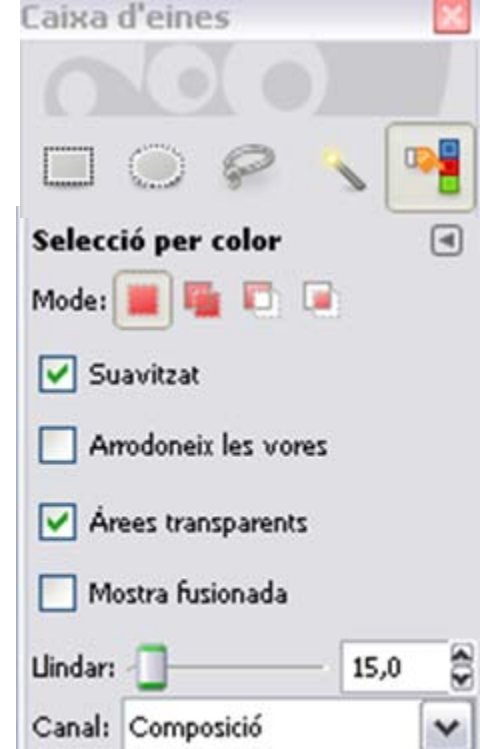 Caixa d'eines
Selecció per color
Mode:
Suavitzat
Arrodoneix les vores
Àrees transparents
Mostra fusionada
Llindar: 15,0
Canal: Composició